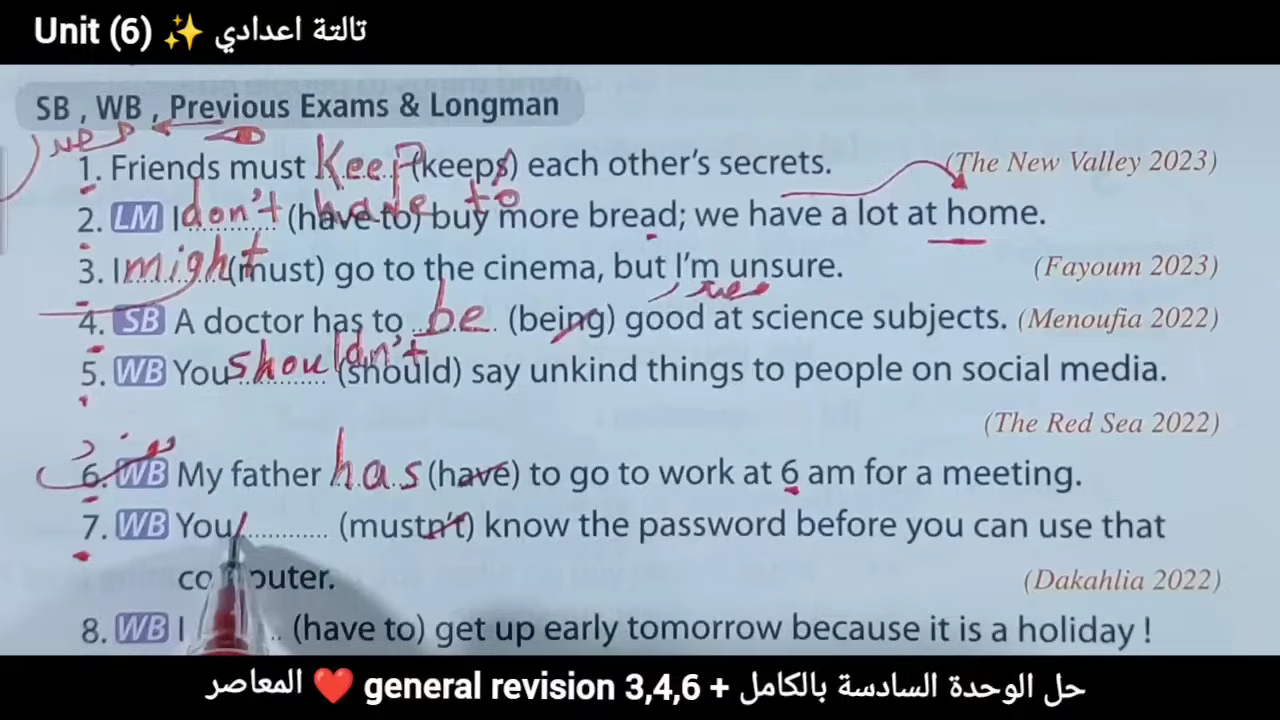 Unit (6) ✨ تالتة اعدادي
SB , WB , Previous Exams & Longman
مصدر
1. Friends must Keep (keeps) each other's secrets. (The New Valley 2023)
2. LM I don't have to (have to) buy more bread; we have a lot at home.
3. I might (must) go to the cinema, but I'm unsure. (Fayoum 2023)
مصدر
4. SB A doctor has to be (being) good at science subjects. (Menoufia 2022)
5. WB You shouldn't (should) say unkind things to people on social media.
(The Red Sea 2022)
6. WB My father has (have) to go to work at 6 am for a meeting.
7. WB You ............ (mustn't) know the password before you can use that
computer. (Dakahlia 2022)
8. WB I .. (have to) get up early tomorrow because it is a holiday !
حل الوحدة السادسة بالكامل + general revision 3,4,6 ❤️ المعاصر